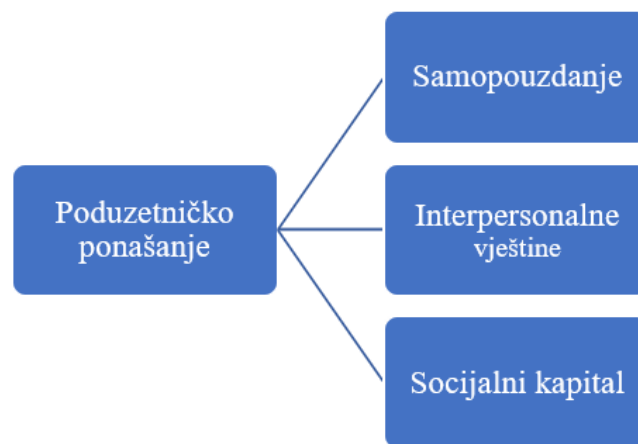 Samopouzdanje
Poduzetničko
ponašanje
Interpersonalne
vještine
Socijalni kapital